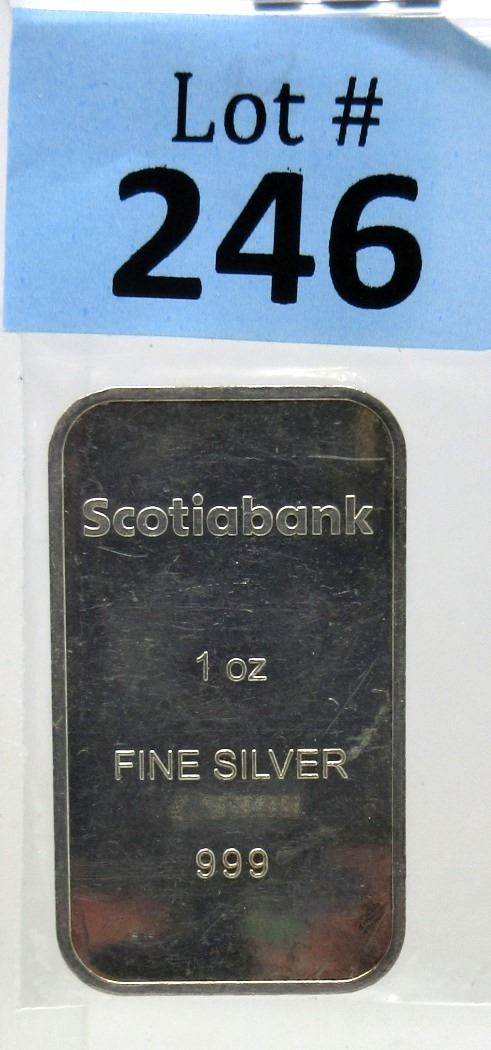 Lot #
246
Scotiabank
1 oz
FINE SILVER
999